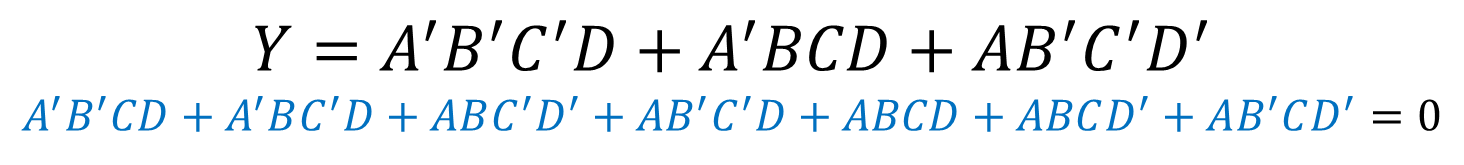 Y = A′B′C′D + A′BCD + AB′C′D′
A′B′CD + A′BC′D + ABC′D′ + AB′C′D + ABCD + ABCD′ + AB′CD′ = 0